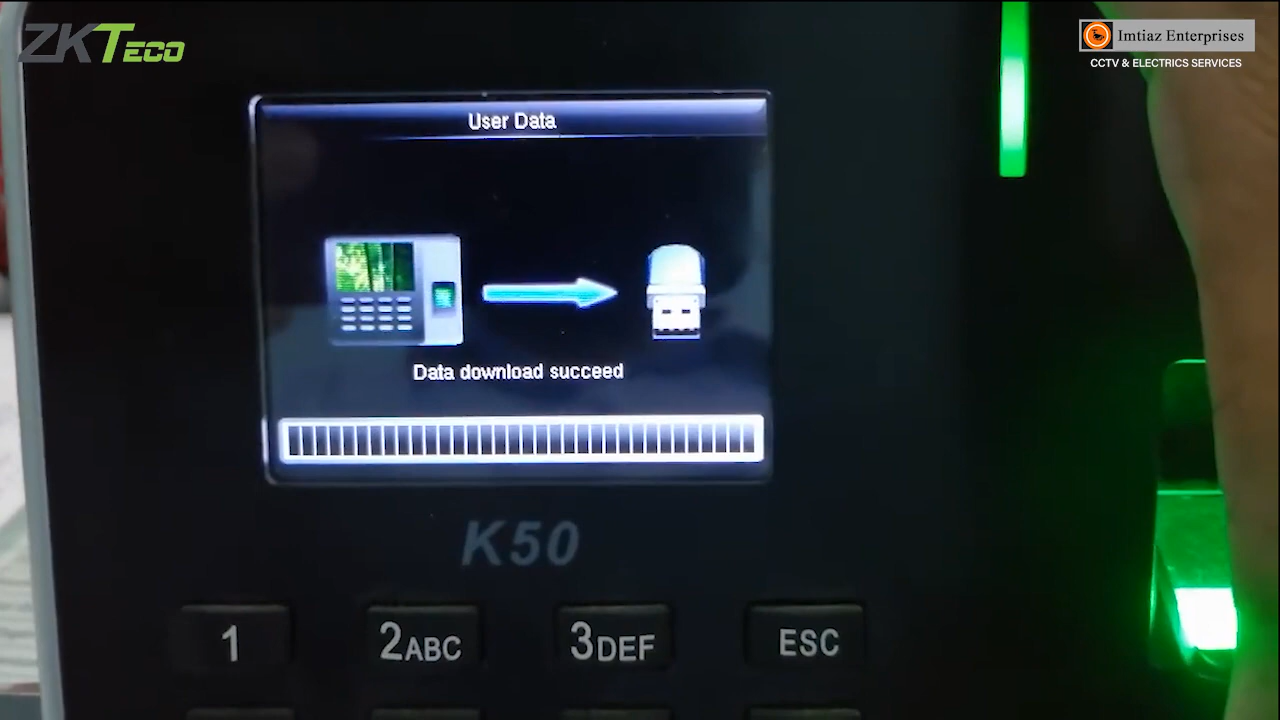 ZKTECO
Imtiaz Enterprises
CCTV & ELECTRICS SERVICES
User Data
Data download succeed
K50
1
2ABC
3DEF
ESC